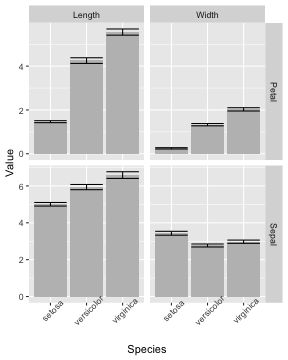 Length Width
4
2
0
Petal
Value
6
4
2
0
Sepal
setosa versicolor virginica setosa versicolor virginica
Species